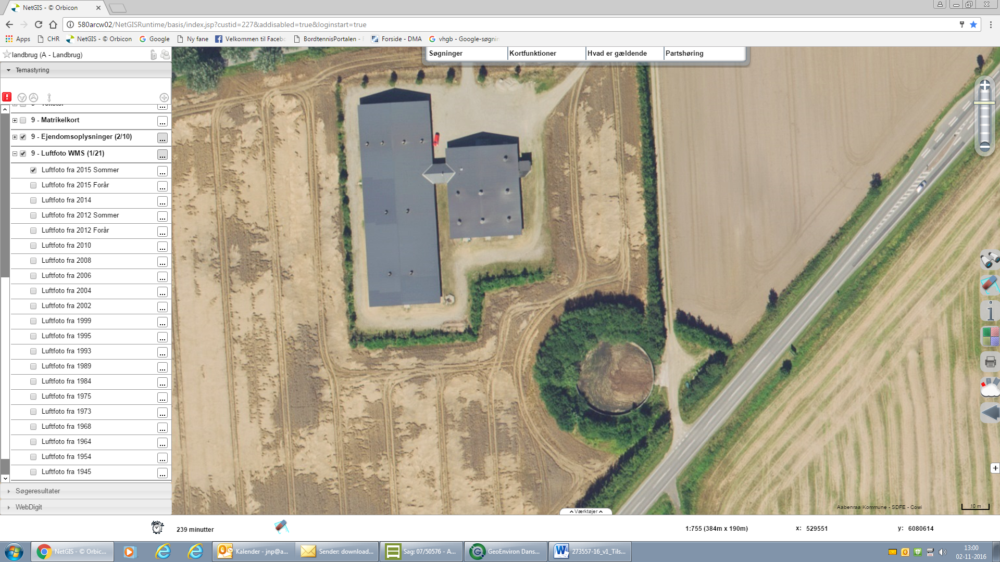 NetGIS - © Orbicon
580arcw02/NetGISRuntime/basis/index.jsp?custid=227&addisabled=true&loginstart=true
Apps CHR NetGIS - © Orbicon Google Ny fane Velkommen til Facebo BordtennisPortalen - Forside - DMA vhgb - Google-søgnin
landbrug (A - Landbrug)
Søgninger Kortfunktioner Hvad er gældende Partshøring
Temastyring
9 - Matrikelkort ...
9 - Ejendomsoplysninger (2/10) ...
9 - Luftfoto WMS (1/21) ...
Luftfoto fra 2015 Sommer ...
Luftfoto fra 2015 Forår ...
Luftfoto fra 2014 ...
Luftfoto fra 2012 Sommer ...
Luftfoto fra 2012 Forår ...
Luftfoto fra 2010 ...
Luftfoto fra 2008 ...
Luftfoto fra 2006 ...
Luftfoto fra 2004 ...
Luftfoto fra 2002 ...
Luftfoto fra 1999 ...
Luftfoto fra 1995 ...
Luftfoto fra 1993 ...
Luftfoto fra 1989 ...
Luftfoto fra 1984 ...
Luftfoto fra 1975 ...
Luftfoto fra 1973 ...
Luftfoto fra 1968 ...
Luftfoto fra 1964 ...
Luftfoto fra 1954 ...
Luftfoto fra 1945 ...
Søgeresultater
WebDigit
Aabenraa Kommune - SDFE - Cowi 10 m
Værktøjer
239 minutter 1:755 (384m x 190m) x: 529551 y: 6080614
NetGIS - © Orbic... Kalender - jnp@a... Sender: download... Sag: 07/50576 - A... GeoEnviron Dans... 273557-16_v1_Tils...
13:00
02-11-2016